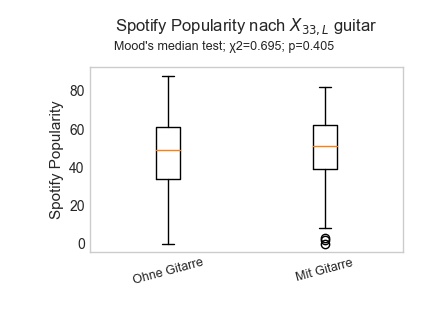 Spotify Popularity nach X₃₃,L guitar
Mood's median test; χ2=0.695; p=0.405
80
60
40
20
0
Spotify Popularity
Ohne Gitarre
Mit Gitarre